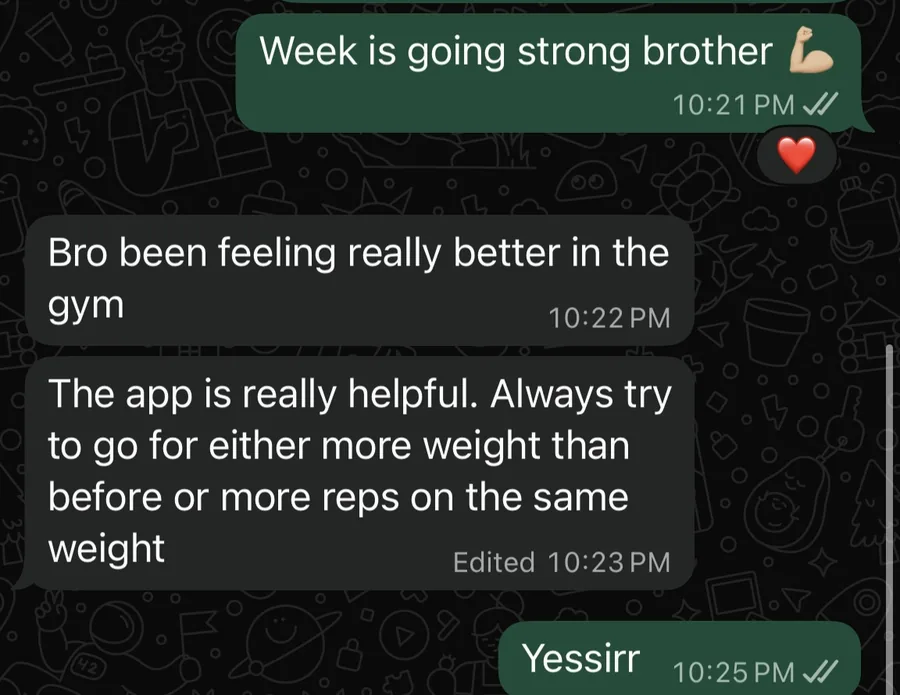 Week is going strong brother 💪🏼
10:21 PM
❤️
Bro been feeling really better in the
gym
10:22 PM
The app is really helpful. Always try
to go for either more weight than
before or more reps on the same
weight
Edited 10:23 PM
Yessirr
10:25 PM
42